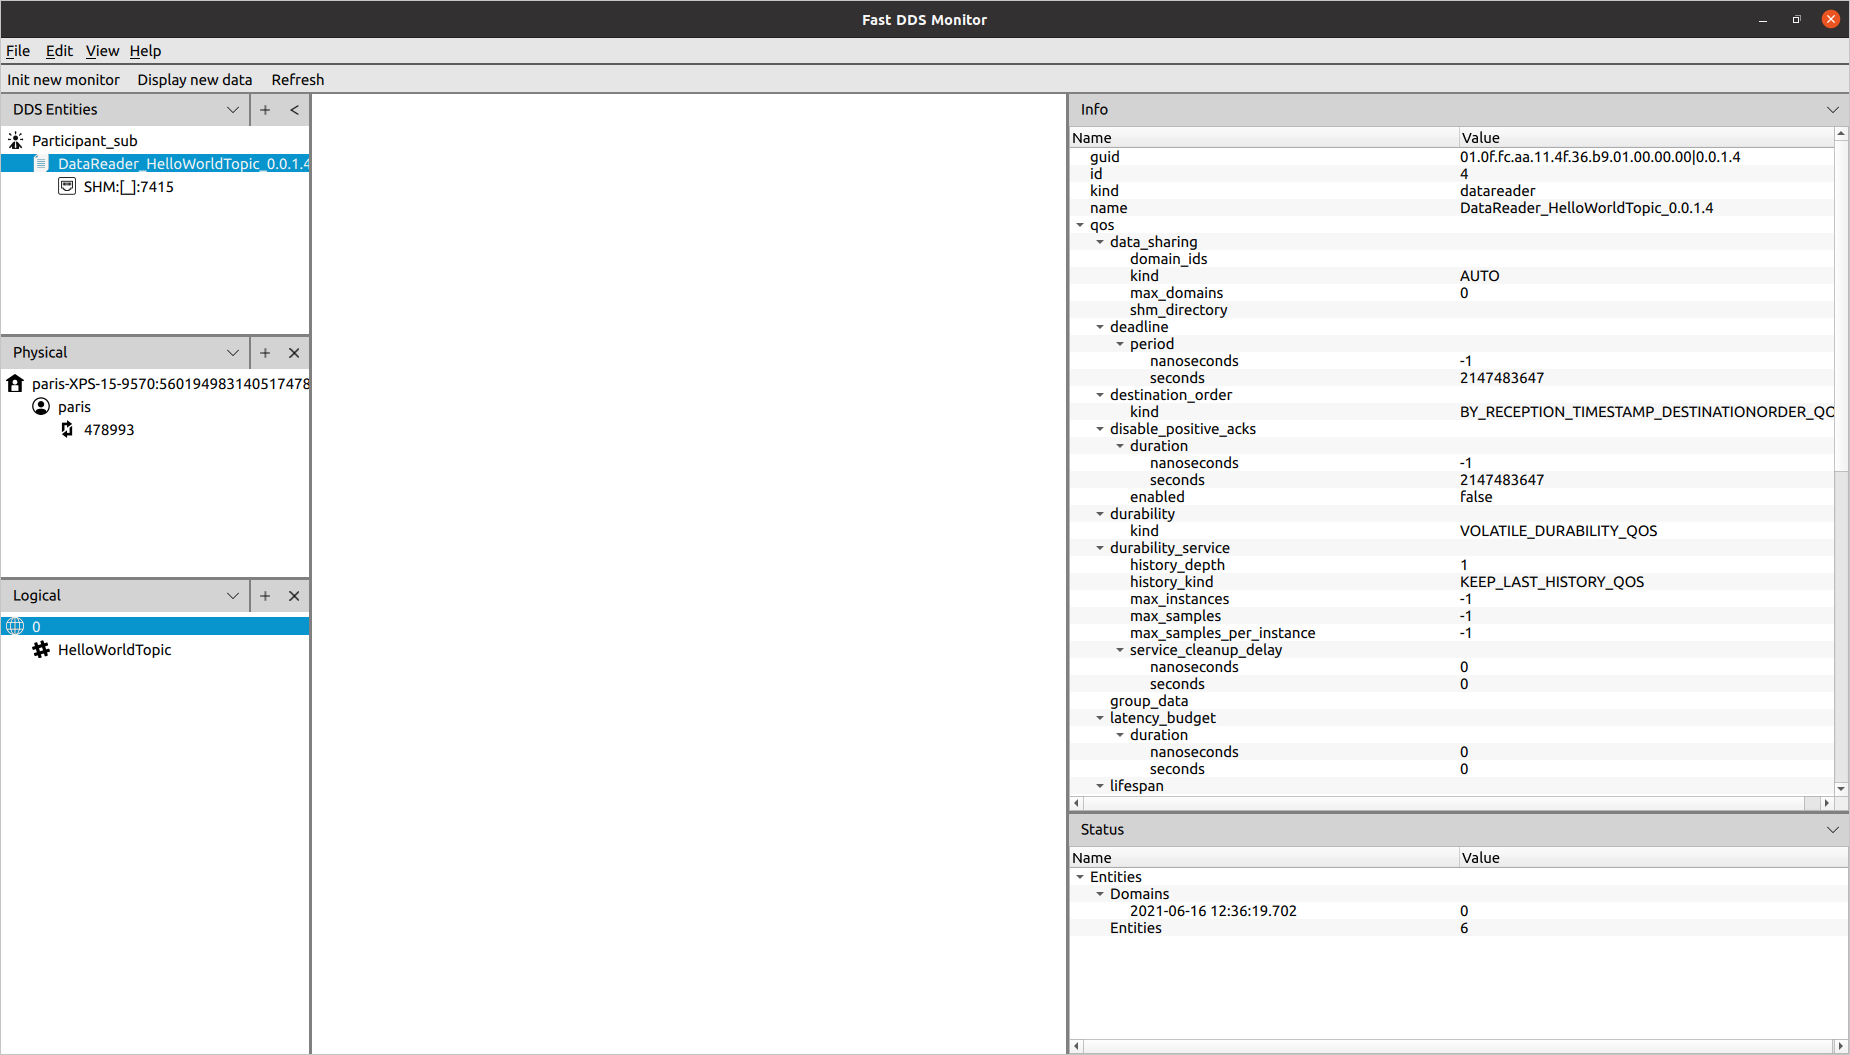 Fast DDS Monitor
File Edit View Help
Init new monitor Display new data Refresh
DDS Entities + <
Participant_sub
DataReader_HelloWorldTopic_0.0.1.4
SHM:[_]:7415
Physical + ×
paris-XPS-15-9570:560194983140517478
paris
478993
Logical + ×
0
HelloWorldTopic
Info
Name Value
guid 01.0f.fc.aa.11.4f.36.b9.01.00.00.00|0.0.1.4
id 4
kind datareader
name DataReader_HelloWorldTopic_0.0.1.4
qos
data_sharing
domain_ids
kind AUTO
max_domains 0
shm_directory
deadline
period
nanoseconds -1
seconds 2147483647
destination_order
kind BY_RECEPTION_TIMESTAMP_DESTINATIONORDER_QO
disable_positive_acks
duration
nanoseconds -1
seconds 2147483647
enabled false
durability
kind VOLATILE_DURABILITY_QOS
durability_service
history_depth 1
history_kind KEEP_LAST_HISTORY_QOS
max_instances -1
max_samples -1
max_samples_per_instance -1
service_cleanup_delay
nanoseconds 0
seconds 0
group_data
latency_budget
duration
nanoseconds 0
seconds 0
lifespan
Status
Name Value
Entities
Domains
2021-06-16 12:36:19.702 0
Entities 6